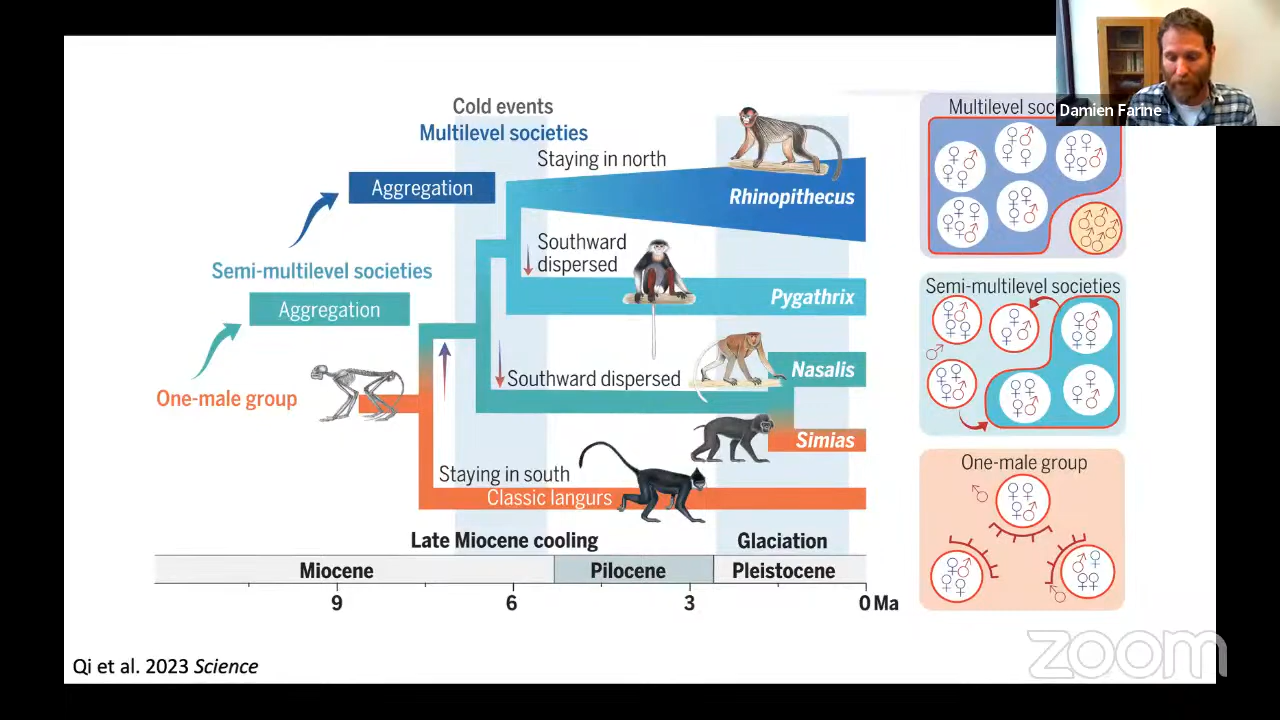 Cold events
Multilevel societies
Staying in north
Aggregation
Rhinopithecus
Southward
dispersed
Semi-multilevel societies
Aggregation
Pygathrix
Nasalis
Southward dispersed
One-male group
Simias
Staying in south
Classic langurs
Late Miocene cooling
Glaciation
Miocene
Pilocene
Pleistocene
9
6
3
0 Ma
Multilevel soc
Damien Farine
♀ ♂
♀♀
♀♀♂
♀♀
♀♀
♀♂
♀♀
♀♀♀
♀♀
♀♂
♂♂♂
♂♂♂
Semi-multilevel societies
One-male group
Qi et al. 2023 Science
zoom